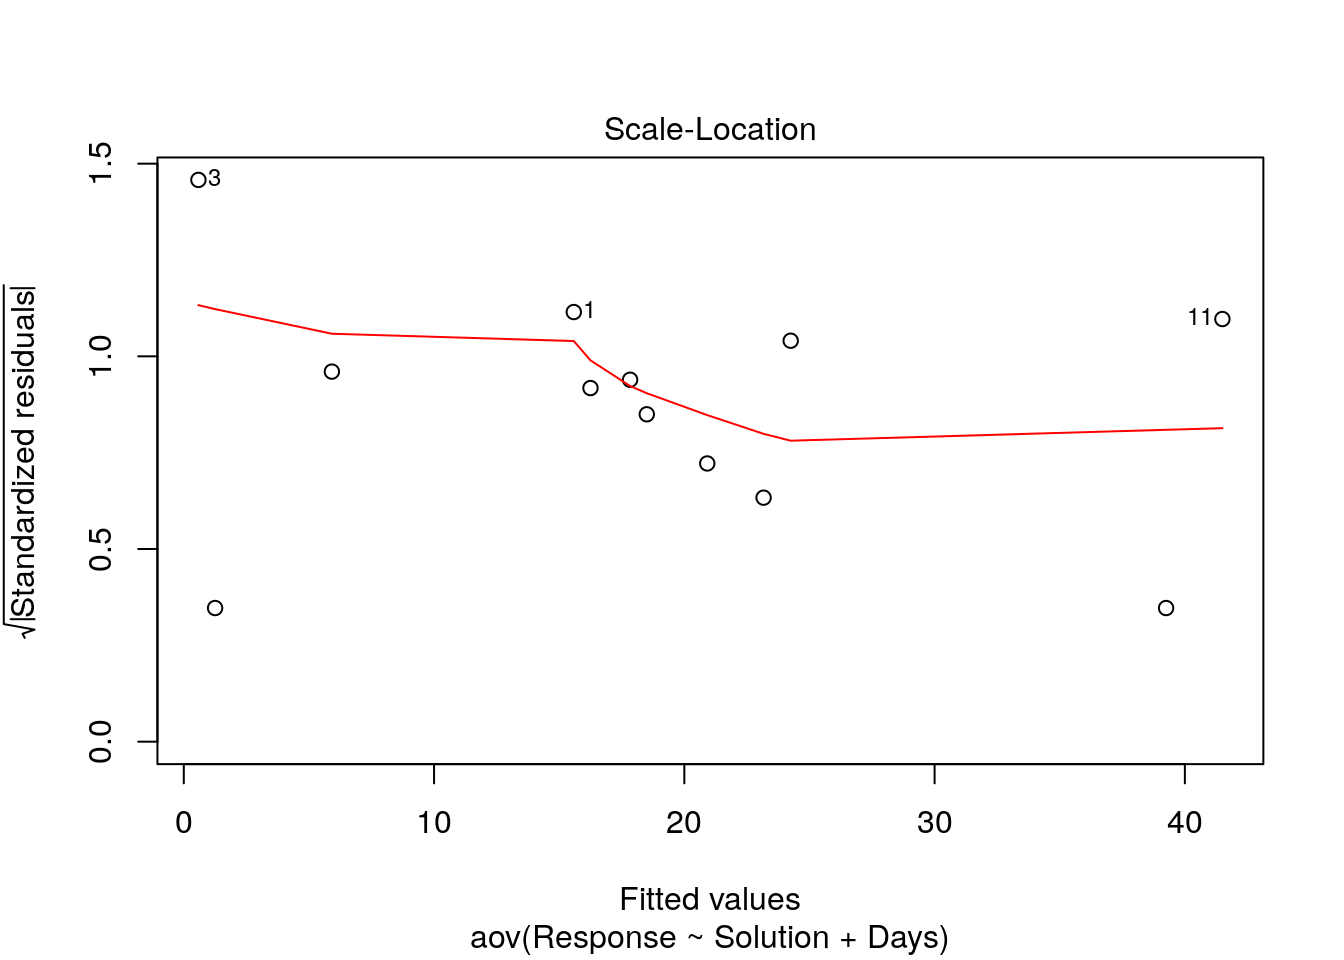 Scale-Location
√|Standardized residuals|
1.5
1.0
0.5
0.0
3
1
11
0 10 20 30 40
Fitted values
aov(Response ~ Solution + Days)